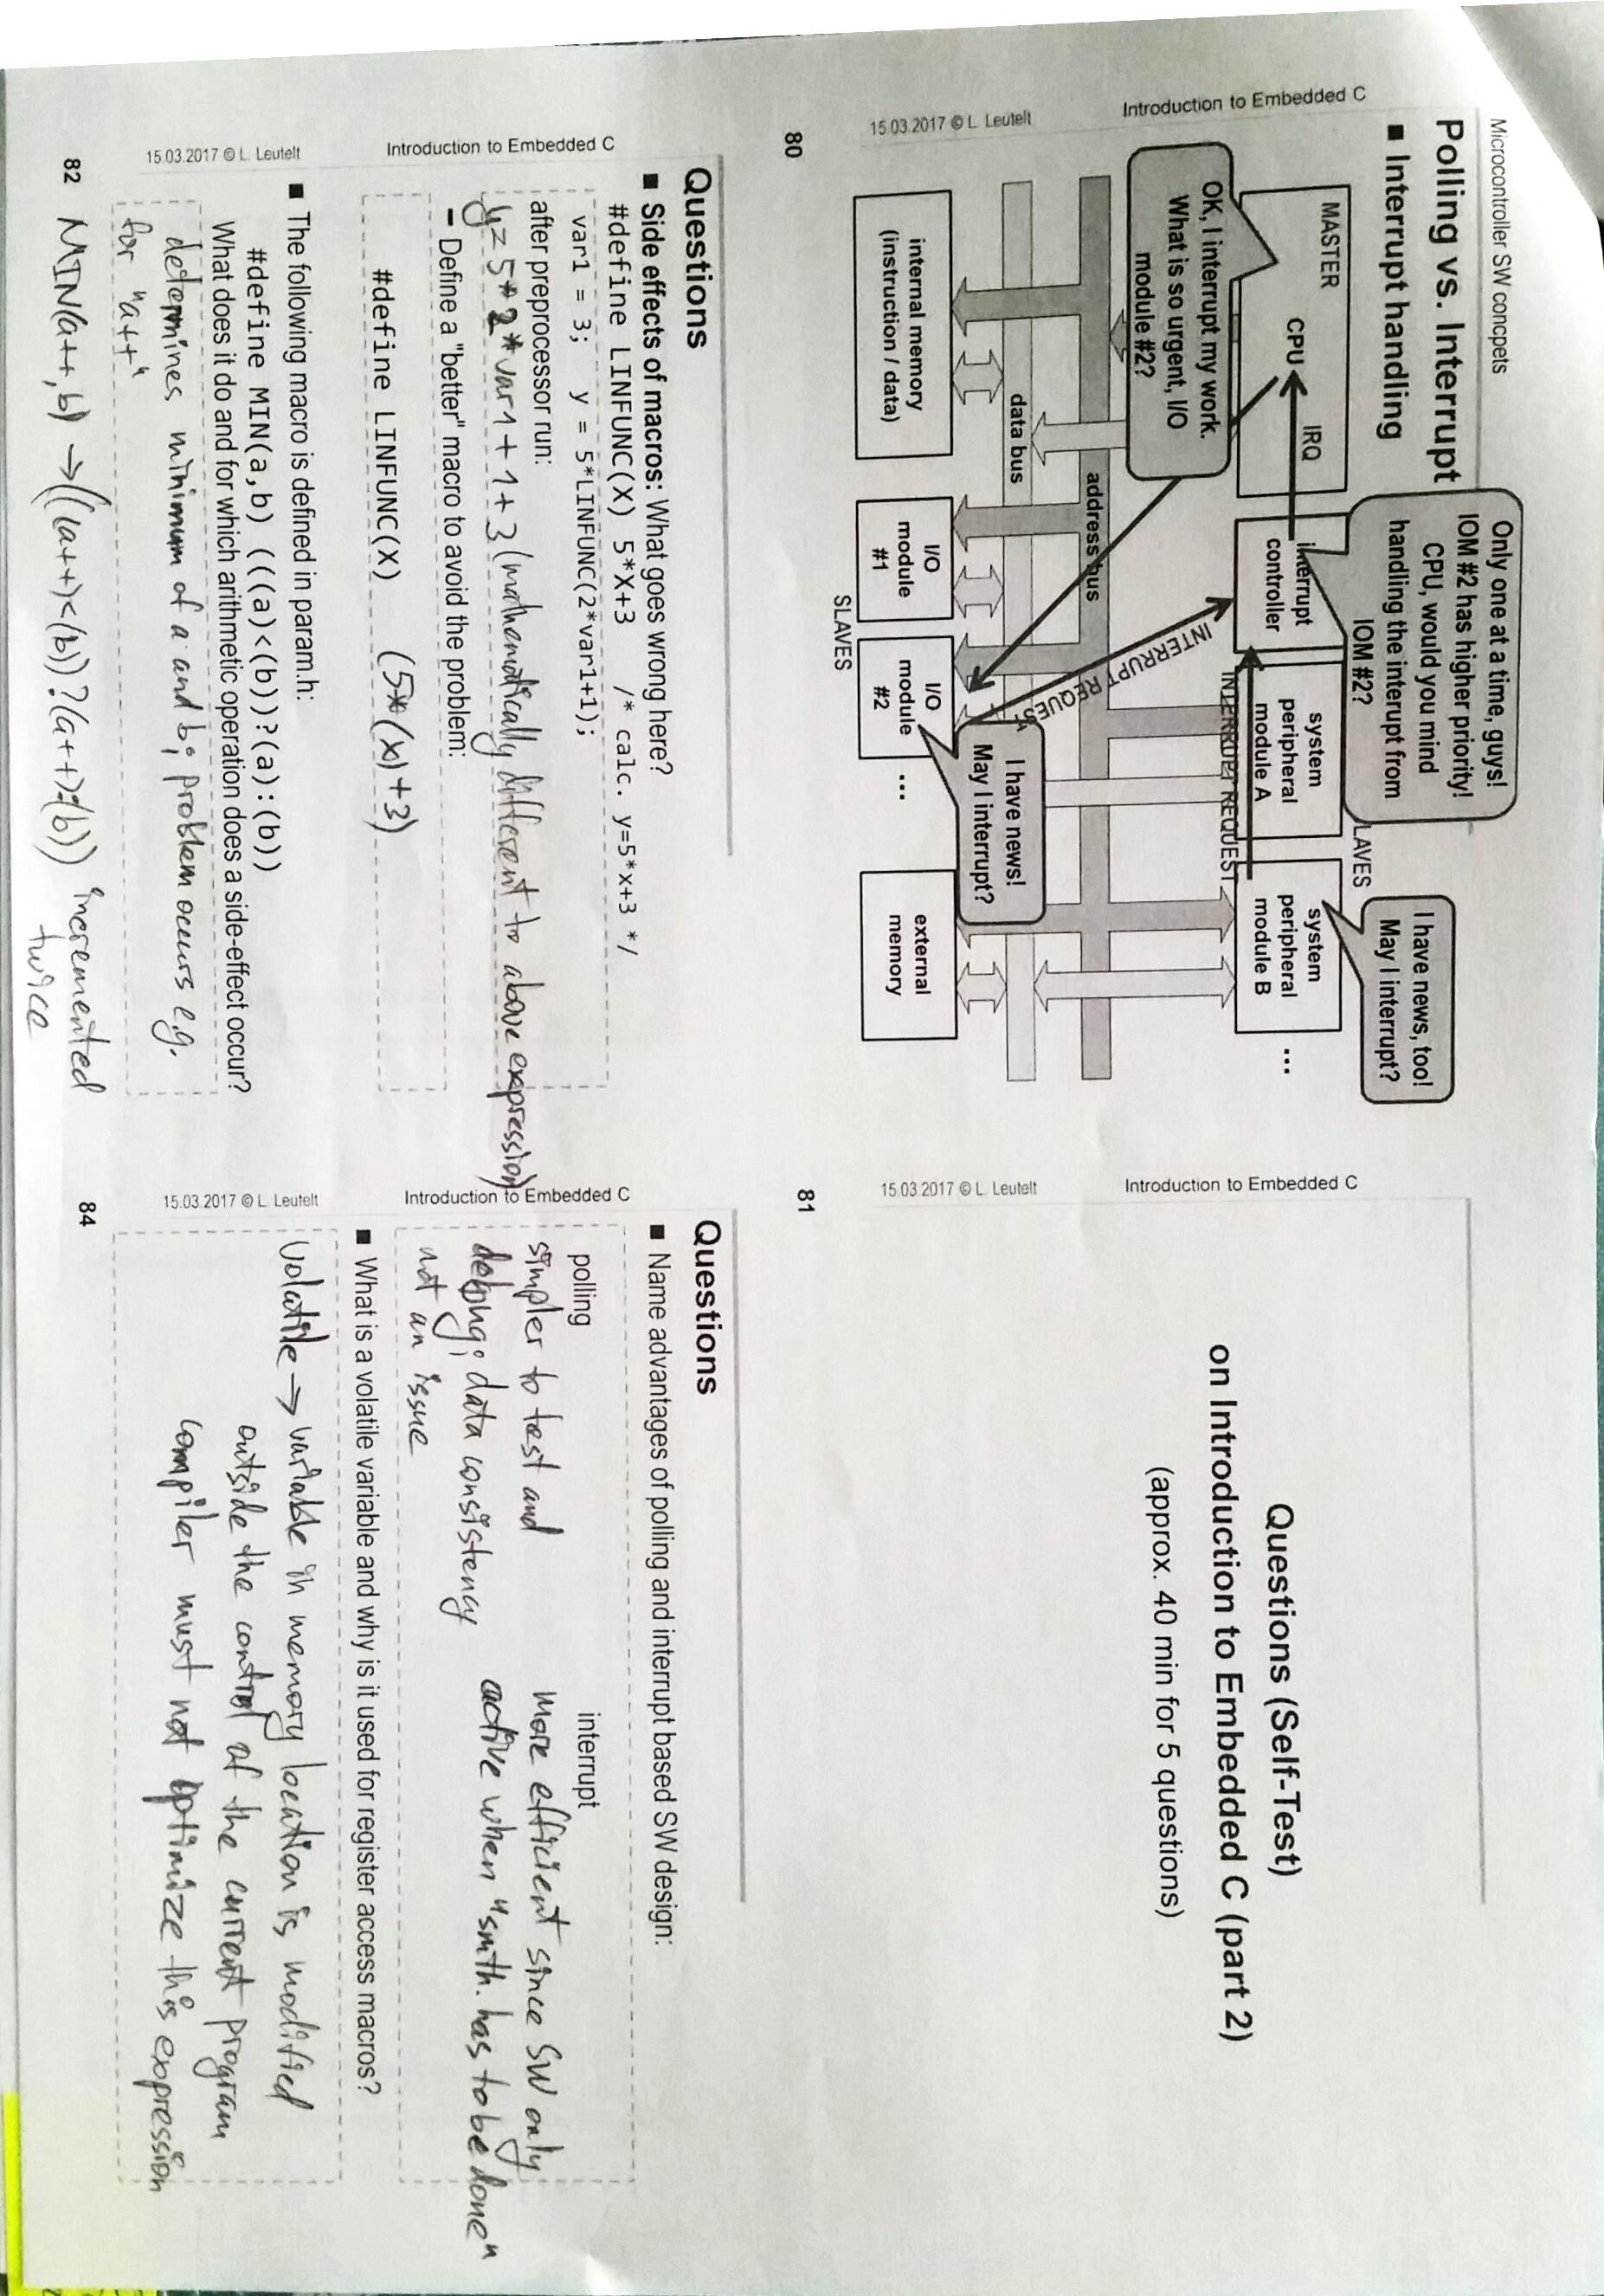 Microcontroller SW concpets
Polling vs. Interrupt
■ Interrupt handling
Only one at a time, guys!
IOM #2 has higher priority!
CPU, would you mind
handling the interupt from
IOM #2?
I have news, too!
May I interrupt?
LAVES
MASTER
CPU
IRQ
interrupt
controller
system
peripheral
module A
system
peripheral
module B
...
INTERRUPT REQUEST
OK, I interrupt my work.
What is so urgent, I/O
module #2?
INTERRUPT REQUEST
address bus
data bus
I have news!
May I interrupt?
internal memory
(instruction / data)
I/O
module
#1
I/O
module
#2
...
external
memory
SLAVES
Introduction to Embedded C
15.03.2017 © L. Leutelt
80
Questions (Self-Test)
on Introduction to Embedded C (part 2)
(approx. 40 min for 5 questions)
Introduction to Embedded C
15.03.2017 © L. Leutelt
81
Questions
■ Side effects of macros: What goes wrong here?
#define LINFUNC(X) 5*X+3 /* calc. y=5*x+3 */
var1 = 3; y = 5*LINFUNC(2*var1+1);
after preprocessor run:
y= 5*2*var1+1+3 (mathematically different to above expression)
– Define a "better" macro to avoid the problem:
#define LINFUNC(X) (5*(x)+3)
■ The following macro is defined in param.h:
#define MIN(a,b) (((a)<(b))?(a):(b))
What does it do and for which arithmetic operation does a side-effect occur?
determines minimum of a and b; problem occurs e.g.
for "a++"
MIN(a++,b) → (((a++)<(b))?(a++):(b)) incremented
twice
Introduction to Embedded C
15.03.2017 © L. Leutelt
82
Questions
■ Name advantages of polling and interrupt based SW design:
polling
simpler to test and
debug; data consistency
not an issue
interrupt
more efficient since SW only
active when "smth. has to be done"
■ What is a volatile variable and why is it used for register access macros?
volatile → variable in memory location is modified
outside the control of the current program
compiler must not optimize this expression
Introduction to Embedded C
15.03.2017 © L. Leutelt
84